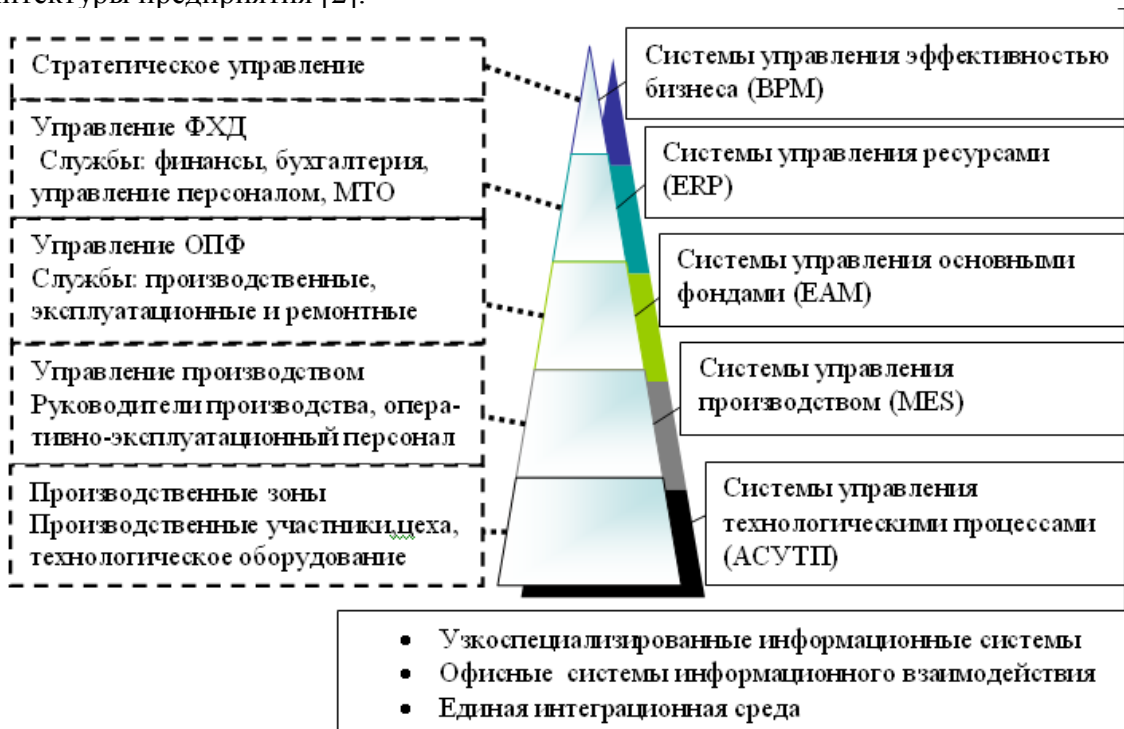 архитектуры предприятия [2].
Стратегическое управление
Управление ФХД
Службы: финансы, бухгалтерия,
управление персоналом, МТО
Управление ОПФ
Службы: производственные,
эксплуатационные и ремонтные
Управление производством
Руководители производства, опера-
тивно-эксплуатационный персонал
Производственные зоны
Производственные участники,цеха,
технологическое оборудование
Системы управления эффективностью
бизнеса (BPM)
Системы управления ресурсами
(ERP)
Системы управления основными
фондами (EAM)
Системы управления
производством (MES)
Системы управления
технологическими процессами
(АСУТП)
• Узкоспециализированные информационные системы
• Офисные системы информационного взаимодействия
• Единая интеграционная среда